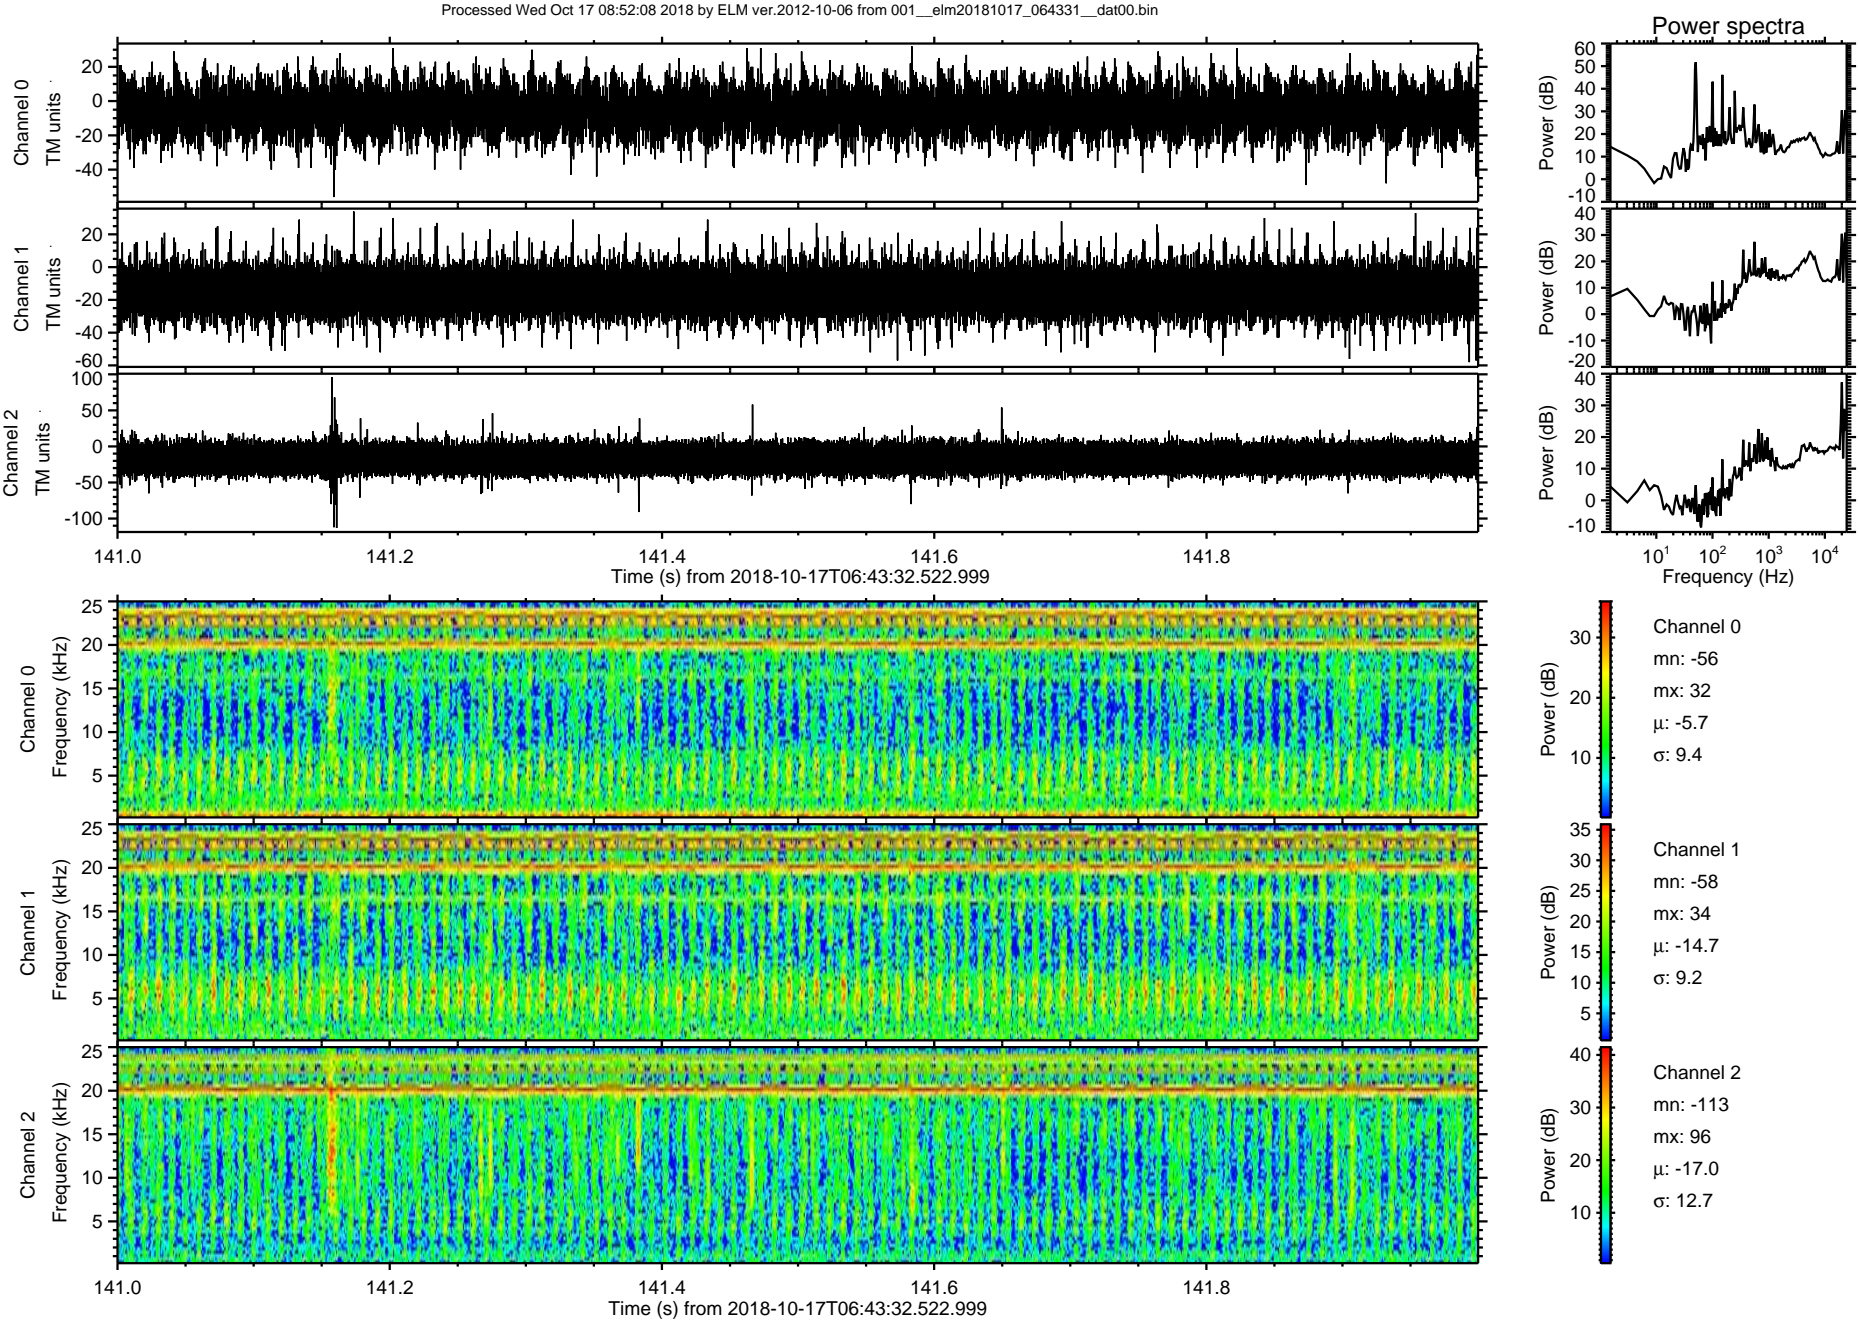 Processed Wed Oct 17 08:52:08 2018 by ELM ver.2012-10-06 from 001__elm20181017_064331__dat00.bin
Power spectra
Channel 0
TM units
20
0
-20
-40
Power (dB)
60
50
40
30
20
10
0
-10
Channel 1
TM units
20
0
-20
-40
-60
Power (dB)
40
30
20
10
0
-10
-20
Channel 2
TM units
100
50
0
-50
-100
Power (dB)
40
30
20
10
0
-10
141.0 141.2 141.4 141.6 141.8
Time (s) from 2018-10-17T06:43:32.522.999
10^1 10^2 10^3 10^4
Frequency (Hz)
Channel 0
Frequency (kHz)
25
20
15
10
5
Power (dB)
30
20
10
Channel 0
mn: -56
mx: 32
μ: -5.7
σ: 9.4
Channel 1
Frequency (kHz)
25
20
15
10
5
Power (dB)
35
30
25
20
15
10
5
Channel 1
mn: -58
mx: 34
μ: -14.7
σ: 9.2
Channel 2
Frequency (kHz)
25
20
15
10
5
Power (dB)
40
30
20
10
Channel 2
mn: -113
mx: 96
μ: -17.0
σ: 12.7
141.0 141.2 141.4 141.6 141.8
Time (s) from 2018-10-17T06:43:32.522.999